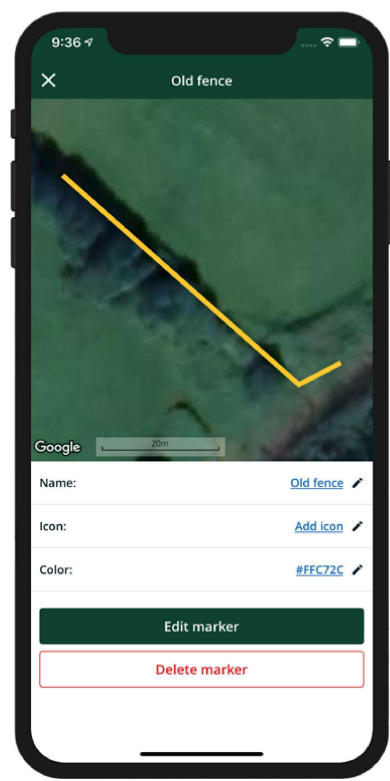 9:36
Old fence
Google
20m
Name: Old fence
Icon: Add icon
Color: #FFC72C
Edit marker
Delete marker